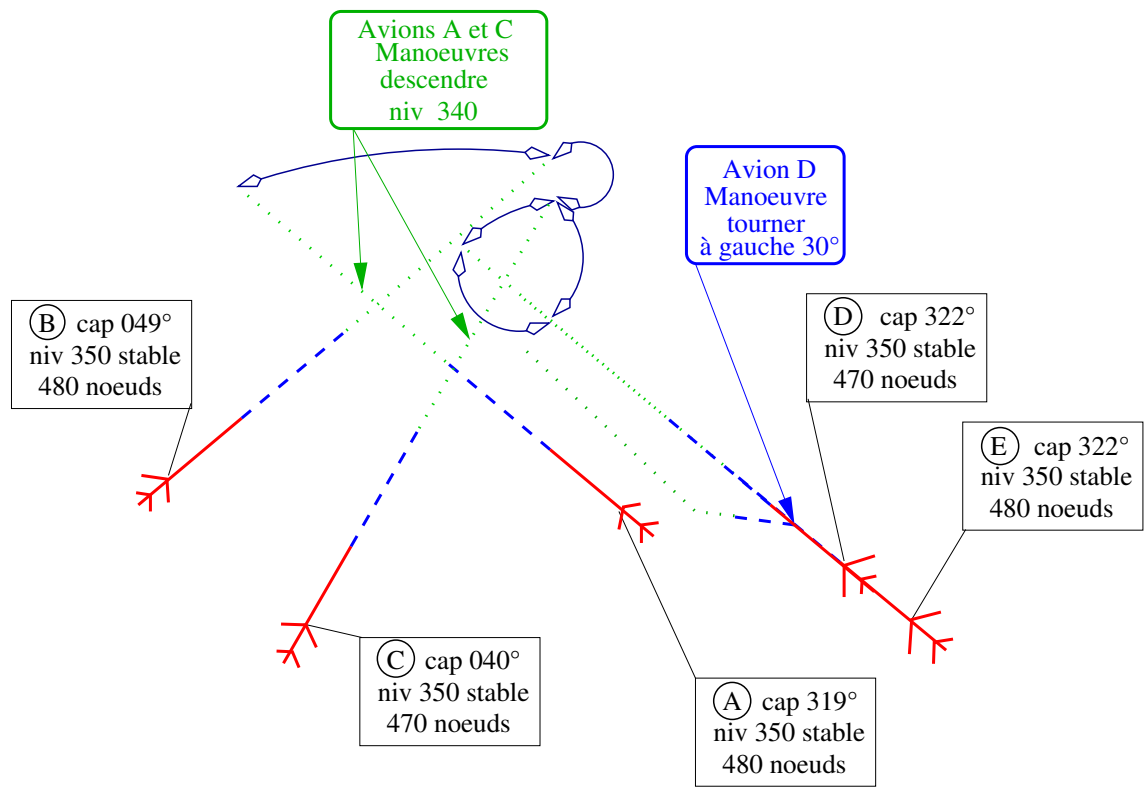 Avions A et C
Manoeuvres
descendre
niv 340
Avion D
Manoeuvre
tourner
à gauche 30°
B cap 049°
niv 350 stable
480 noeuds
D cap 322°
niv 350 stable
470 noeuds
E cap 322°
niv 350 stable
480 noeuds
C cap 040°
niv 350 stable
470 noeuds
A cap 319°
niv 350 stable
480 noeuds